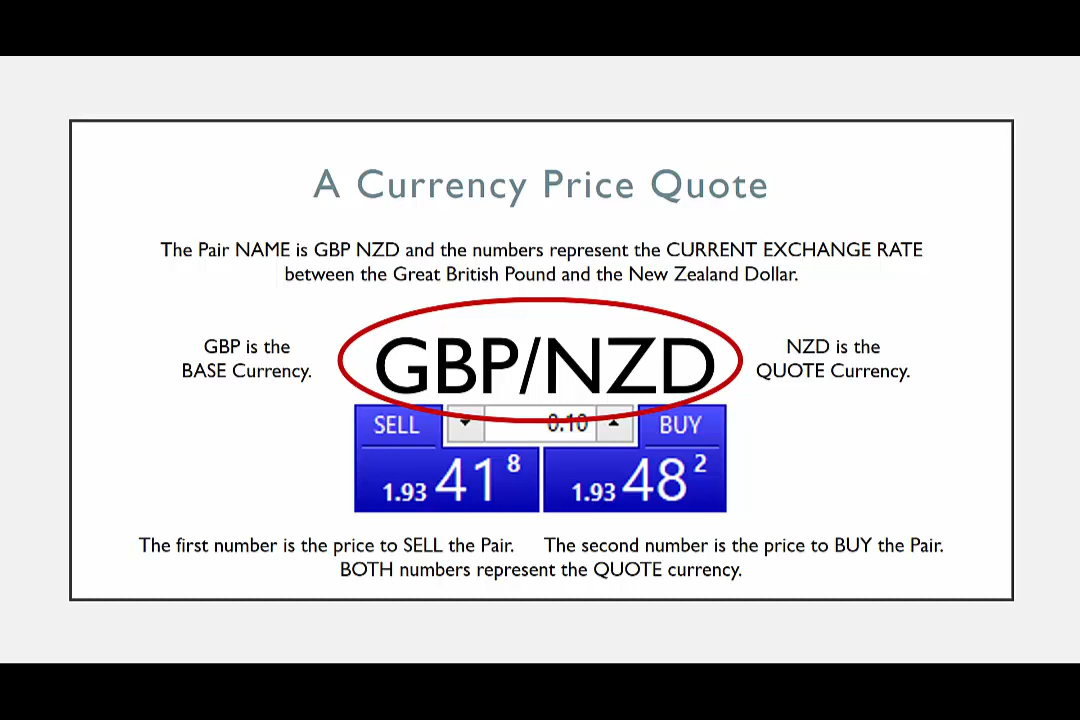 A Currency Price Quote
The Pair NAME is GBP NZD and the numbers represent the CURRENT EXCHANGE RATE
between the Great British Pound and the New Zealand Dollar.
GBP is the
BASE Currency.
GBP/NZD
NZD is the
QUOTE Currency.
SELL 0.10 BUY
1.93 41 8 1.93 48 2
The first number is the price to SELL the Pair. The second number is the price to BUY the Pair.
BOTH numbers represent the QUOTE currency.